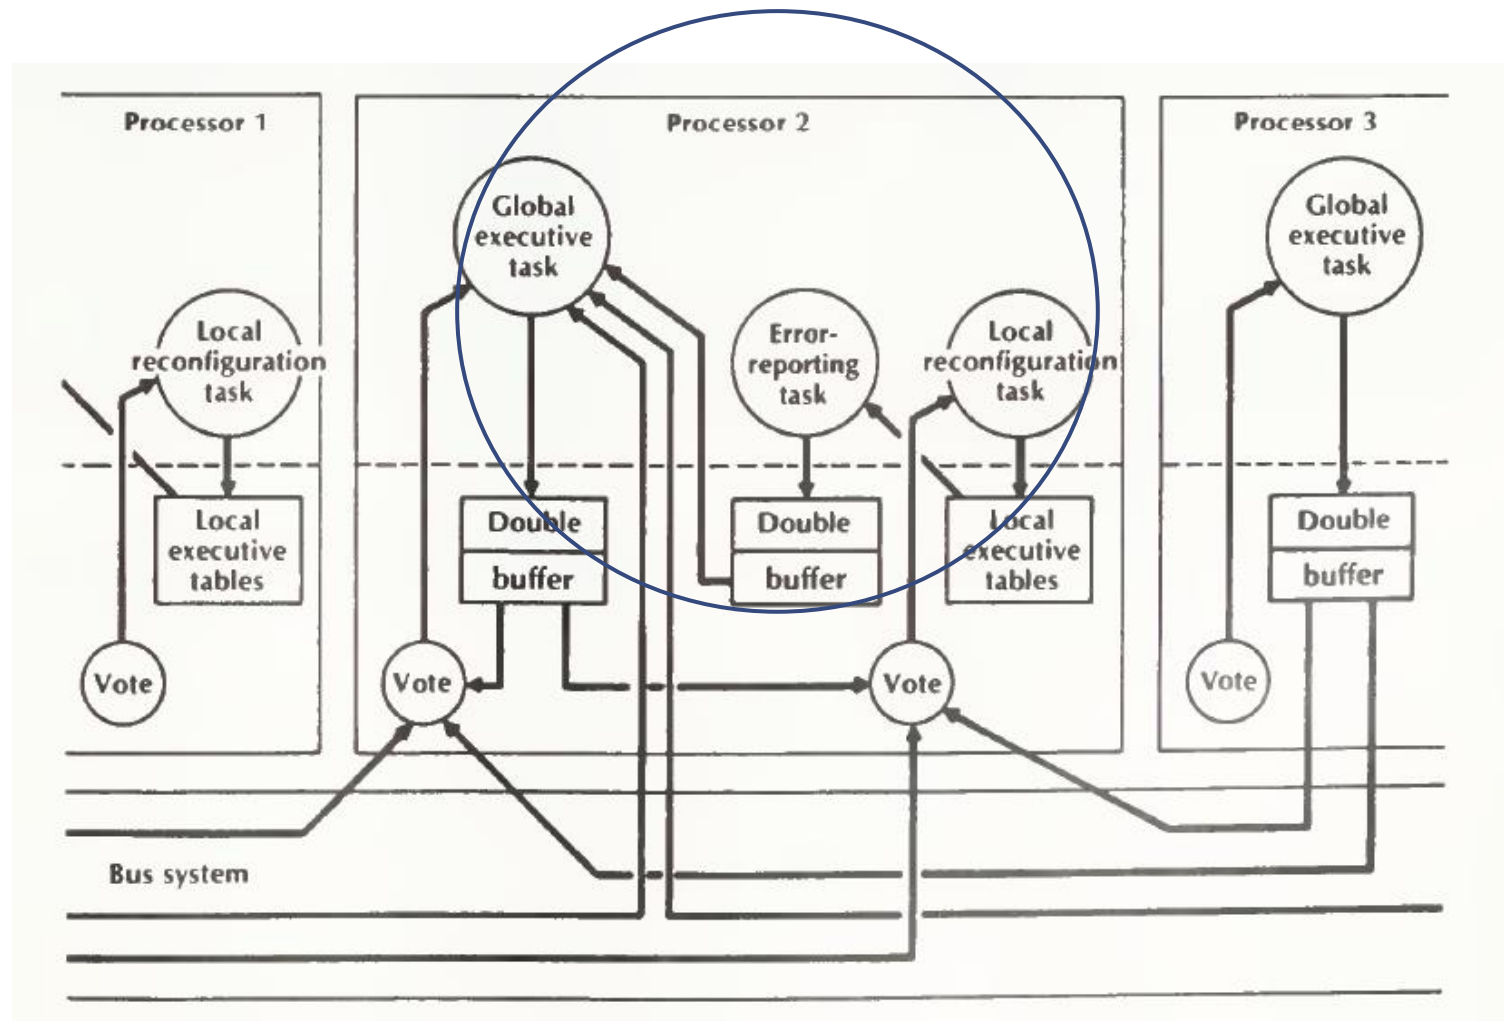 Processor 1
Processor 2
Processor 3
Global
executive
task
Global
executive
task
Local
reconfiguration
task
Error-
reporting
task
Local
reconfiguration
task
Local
executive
tables
Double
buffer
Double
buffer
Local
executive
tables
Double
buffer
Vote
Vote
Vote
Vote
Bus system